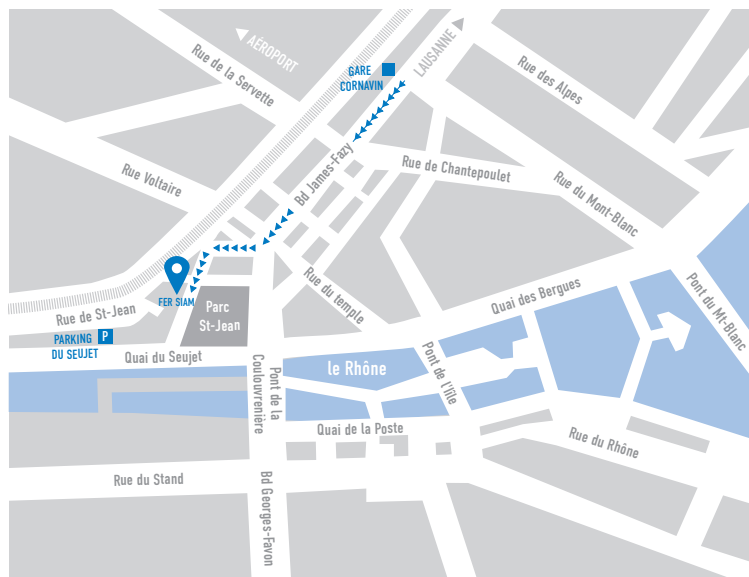 AÉROPORT
LAUSANNE
Rue de la Servette
GARE
CORNAVIN
Rue des Alpes
Bd James-Fazy
Rue de Chantepoulet
Rue Voltaire
Rue du Mont-Blanc
FER SIAM
Rue du temple
Quai des Bergues
Pont du Mt-Blanc
Rue de St-Jean
Parc
St-Jean
PARKING P
DU SEUJET
Quai du Seujet
le Rhône
Pont de l'Ile
Pont de la
Coulouvrenière
Quai de la Poste
Rue du Rhône
Rue du Stand
Bd Georges-Favon